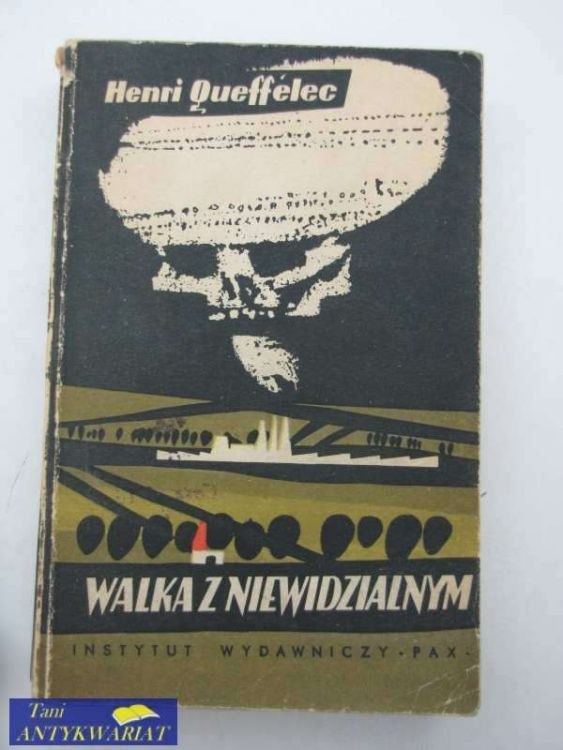 Henri Queffélec
WALKA Z NIEWIDZIALNYM
INSTYTUT WYDAWNICZY • PAX •
Tani
ANTYKWARIAT